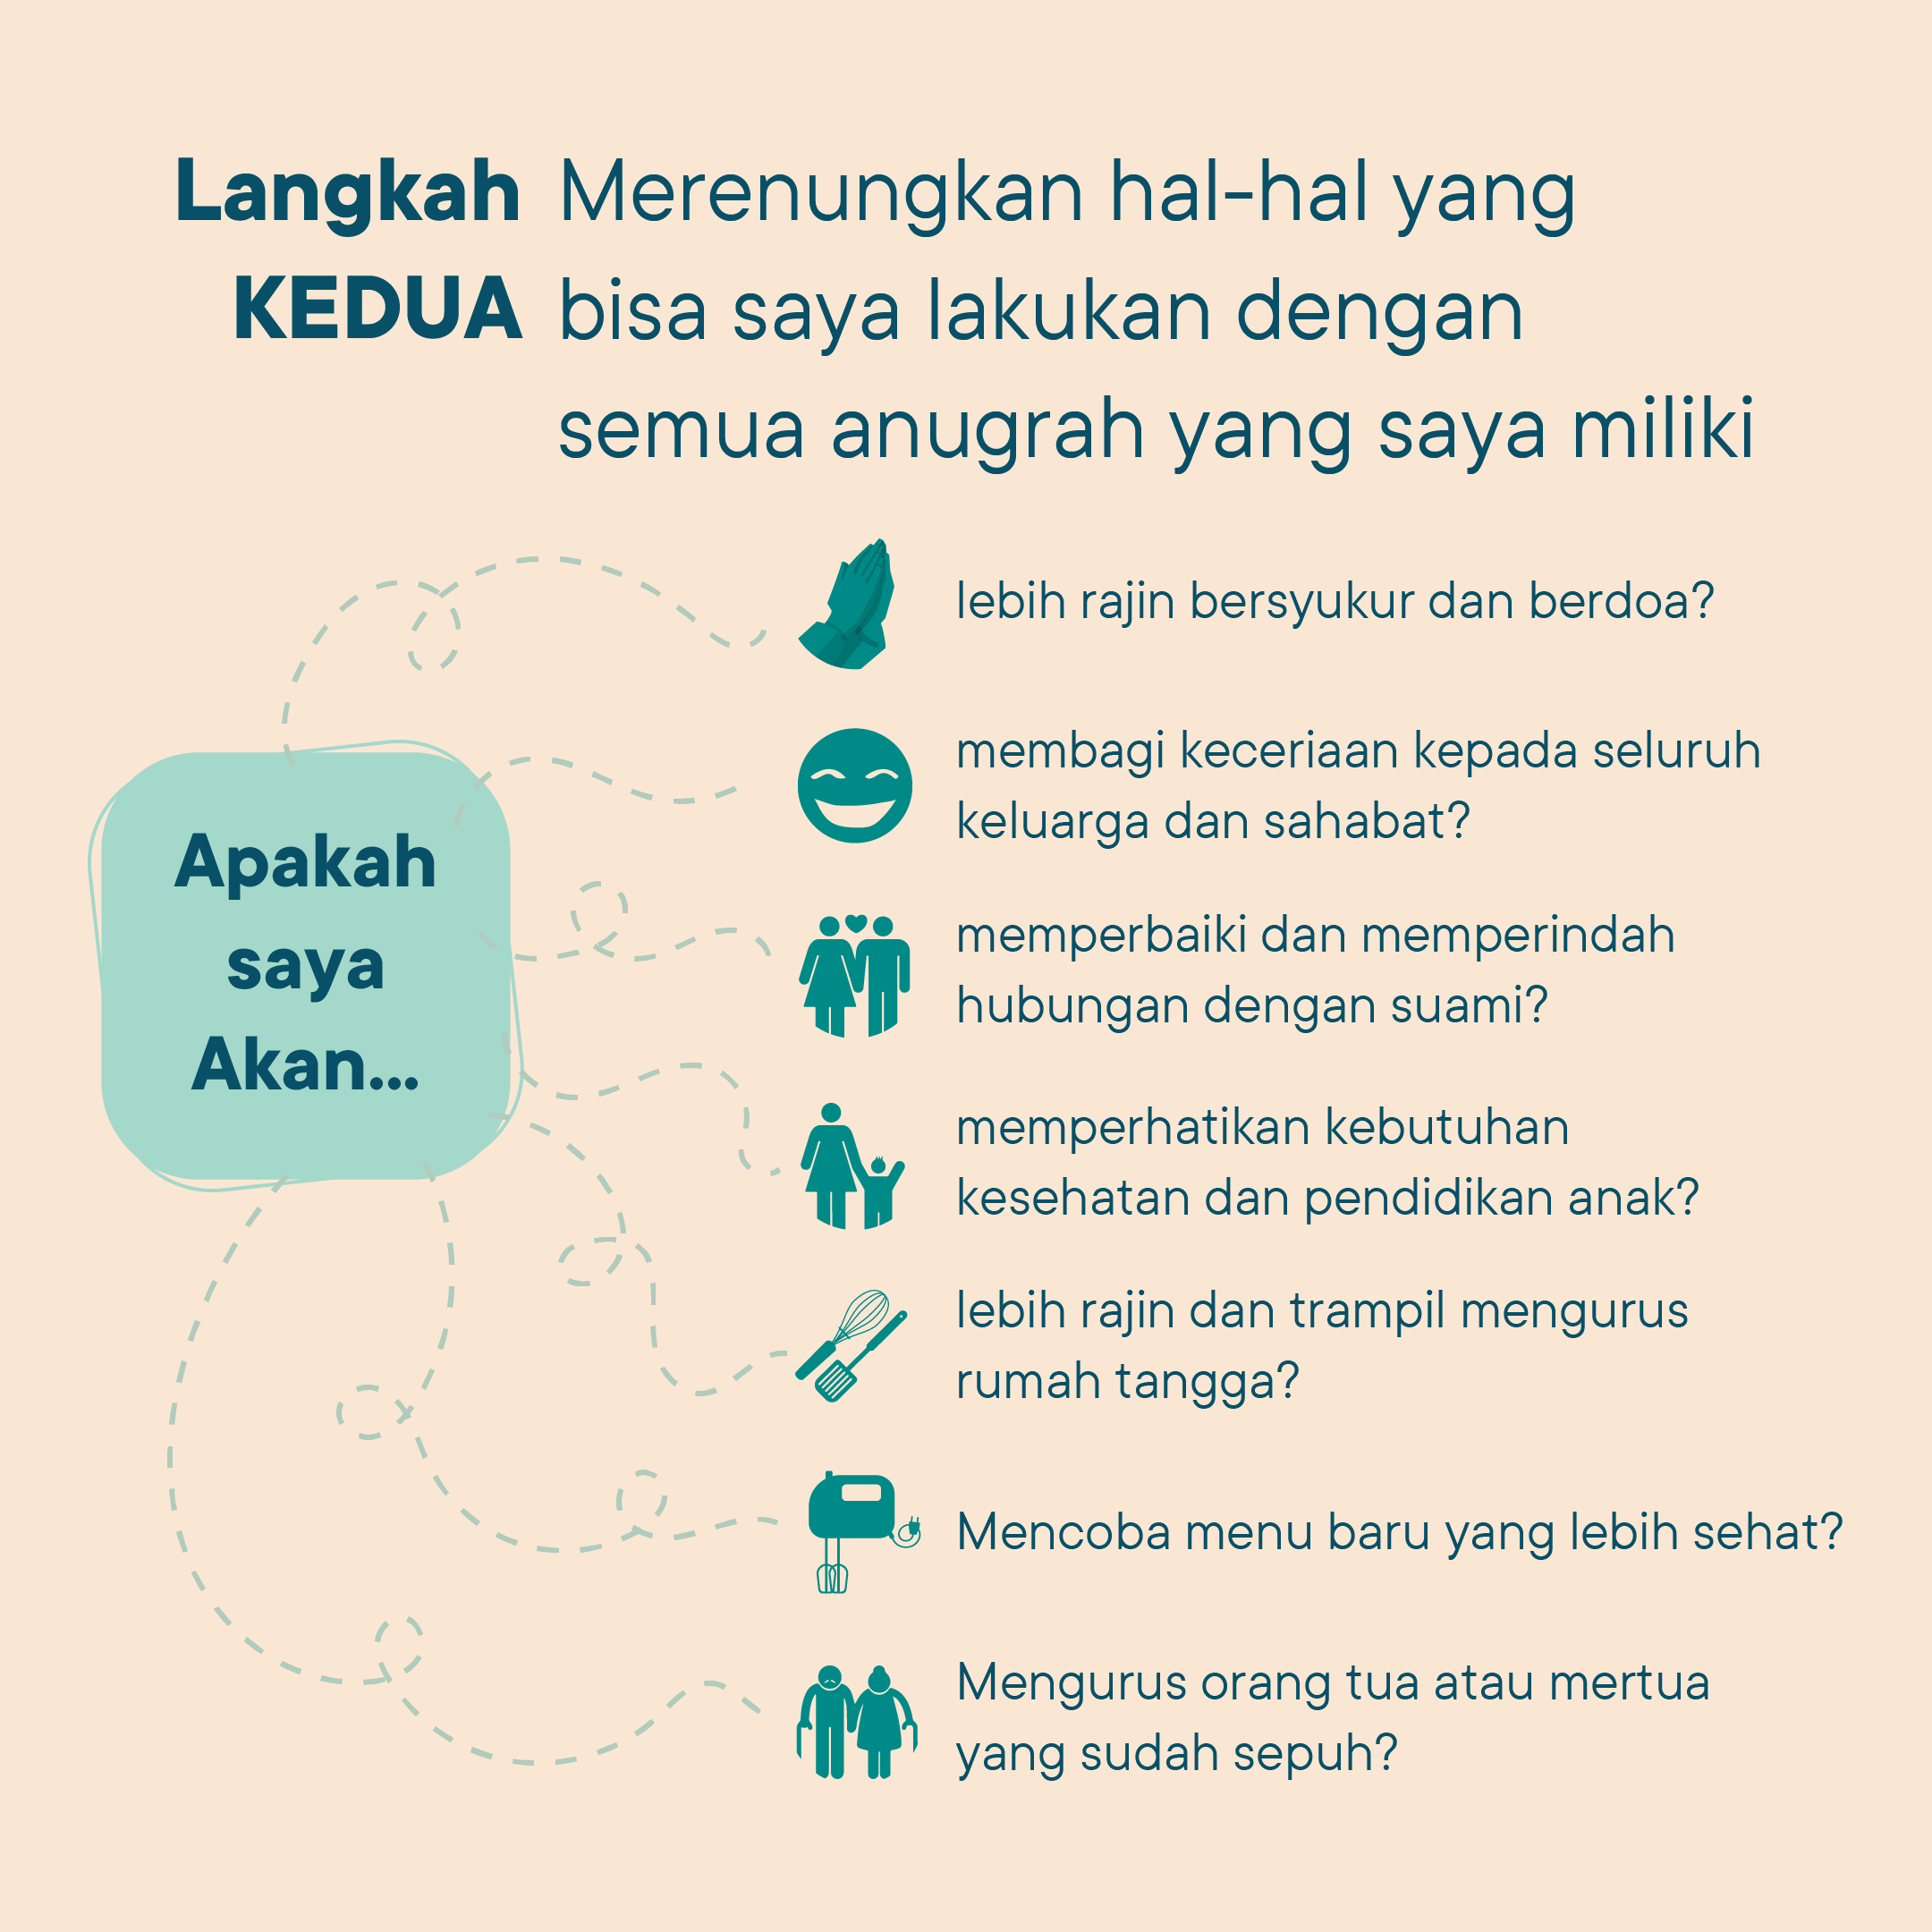 Langkah KEDUA
Merenungkan hal-hal yang
bisa saya lakukan dengan
semua anugrah yang saya miliki
Apakah
saya
Akan...
lebih rajin bersyukur dan berdoa?
membagi keceriaan kepada seluruh
keluarga dan sahabat?
memperbaiki dan memperindah
hubungan dengan suami?
memperhatikan kebutuhan
kesehatan dan pendidikan anak?
lebih rajin dan trampil mengurus
rumah tangga?
Mencoba menu baru yang lebih sehat?
Mengurus orang tua atau mertua
yang sudah sepuh?